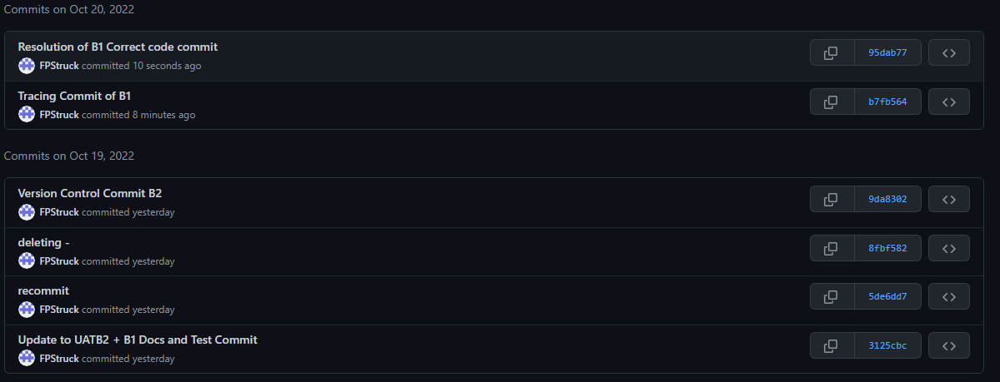 Commits on Oct 20, 2022
Resolution of B1 Correct code commit
95dab77
FPStruck committed 10 seconds ago
Tracing Commit of B1
b7fb564
FPStruck committed 8 minutes ago
Commits on Oct 19, 2022
Version Control Commit B2
9da8302
FPStruck committed yesterday
deleting -
8fbf582
FPStruck committed yesterday
recommit
5de6dd7
FPStruck committed yesterday
Update to UATB2 + B1 Docs and Test Commit
3125cbc
FPStruck committed yesterday